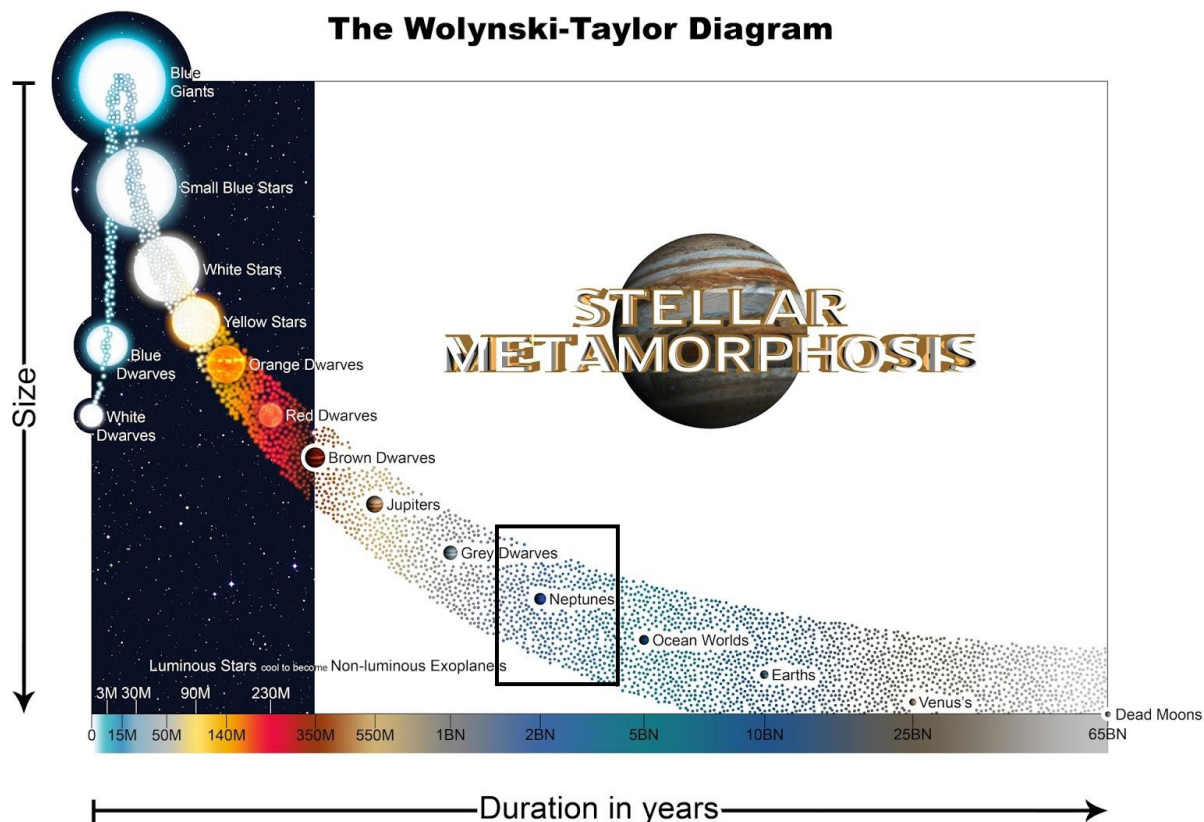 The Wolynski-Taylor Diagram
Blue
Giants
Small Blue Stars
White Stars
Yellow Stars
STELLAR
METAMORPHOSIS
Blue
Dwarves
Orange Dwarves
White
Dwarves
Red Dwarves
Size
Brown Dwarves
Jupiters
Grey Dwarves
Neptunes
Ocean Worlds
Luminous Stars cool to become Non-luminous Exoplanets
Earths
Venus's
Dead Moons
3M 30M 90M 230M
0 15M 50M 140M 350M 550M 1BN 2BN 5BN 10BN 25BN 65BN
Duration in years